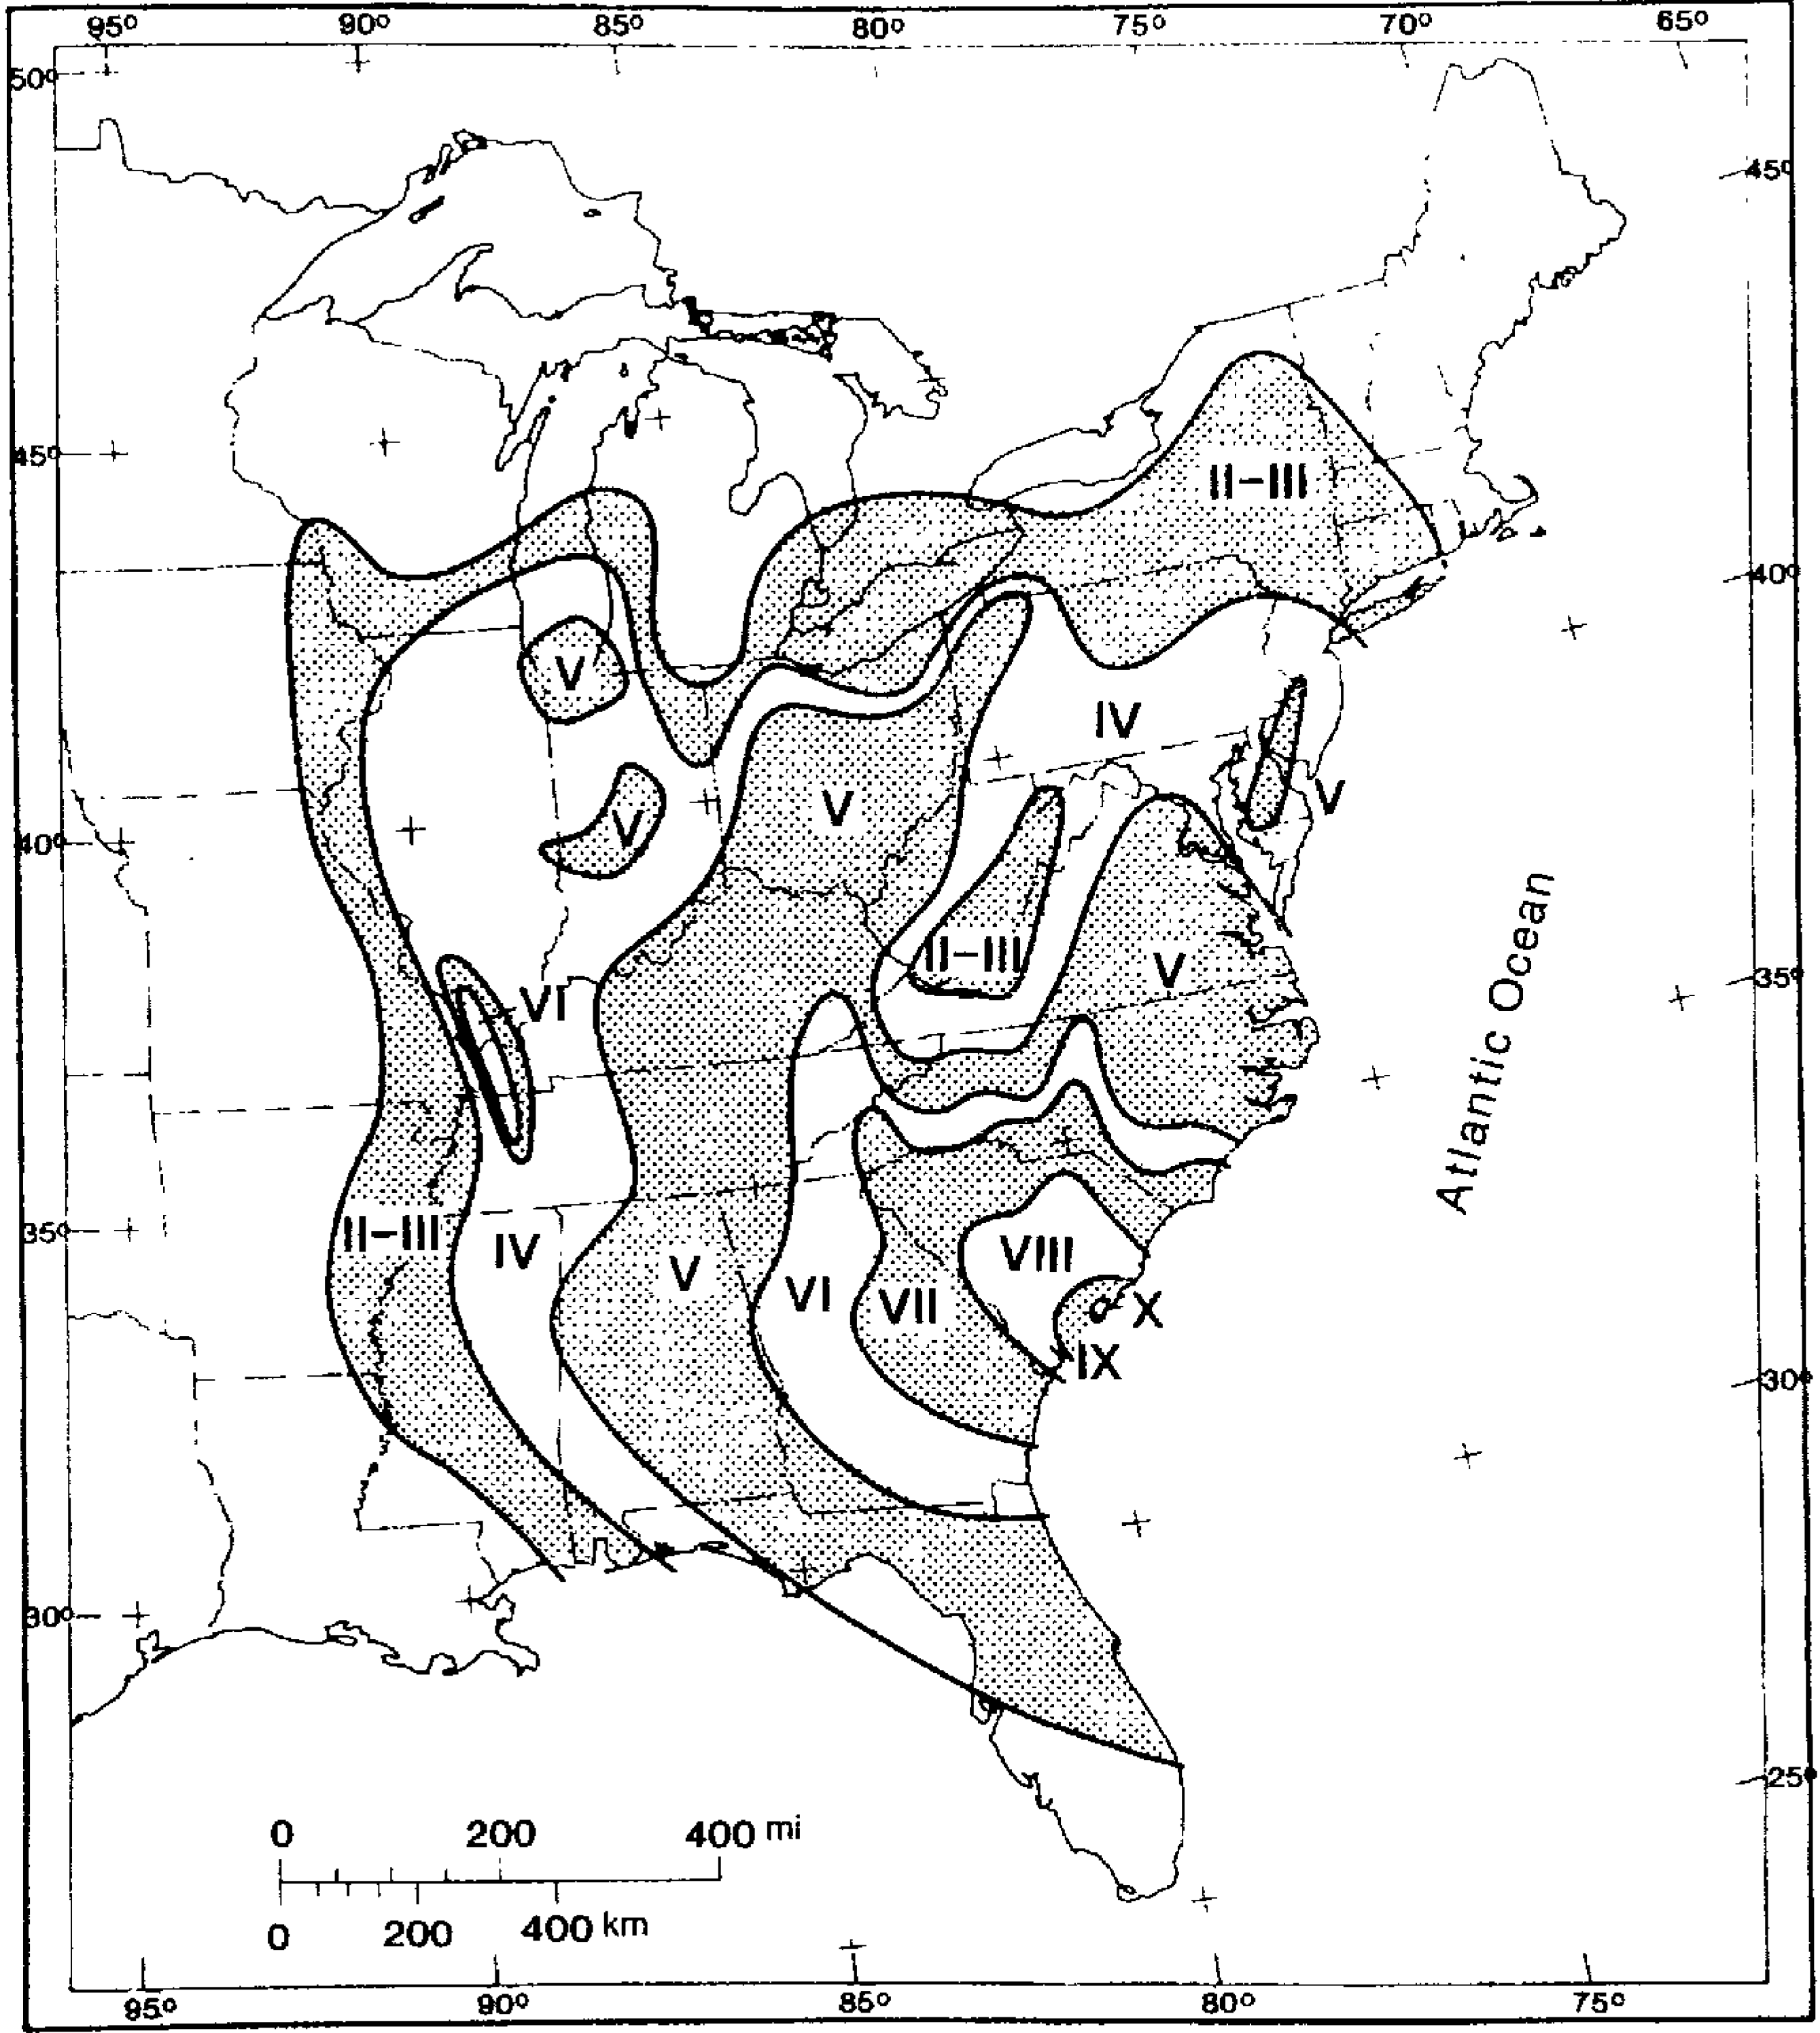 95° 90° 85° 80° 75° 70° 65°
50°
45°
45°
II–III
40°
V
IV
V
V
V
40°
Atlantic Ocean
II–III
V
35°
VI
II–III
IV
V
VI
VII
VIII
X
IX
35°
30°
30°
25°
0 200 400 mi
0 200 400 km
95° 90° 85° 80° 75°